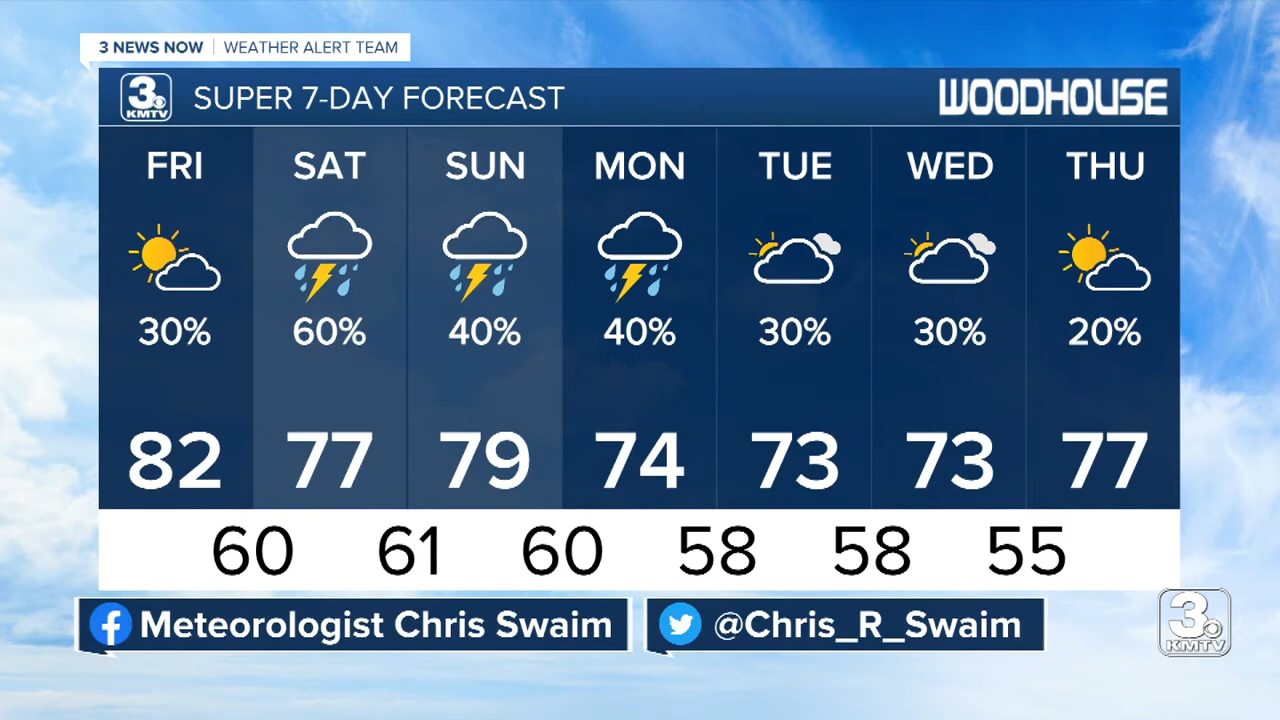 3 NEWS NOW | WEATHER ALERT TEAM
3 KMTV SUPER 7-DAY FORECAST WOODHOUSE
FRI SAT SUN MON TUE WED THU
30% 60% 40% 40% 30% 30% 20%
82 77 79 74 73 73 77
60 61 60 58 58 55
Meteorologist Chris Swaim @Chris_R_Swaim
3 KMTV